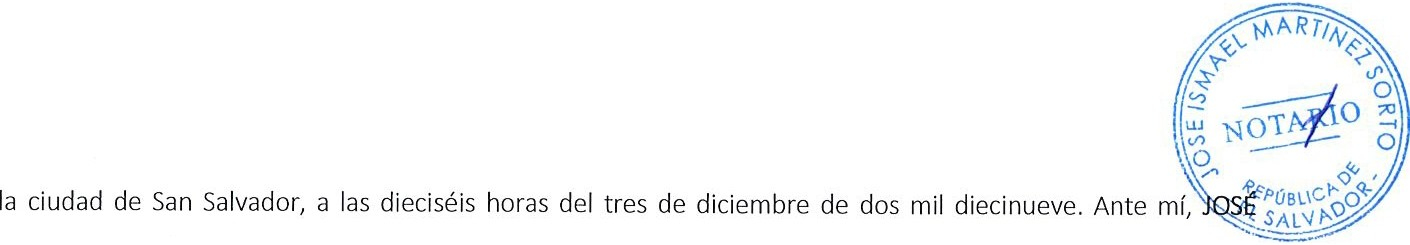 JOSE ISMAEL MARTINEZ SORTO
NOTARIO
REPÚBLICA DE
EL SALVADOR -
la ciudad de San Salvador, a las dieciséis horas del tres de diciembre de dos mil diecinueve. Ante mí, JOSÉ